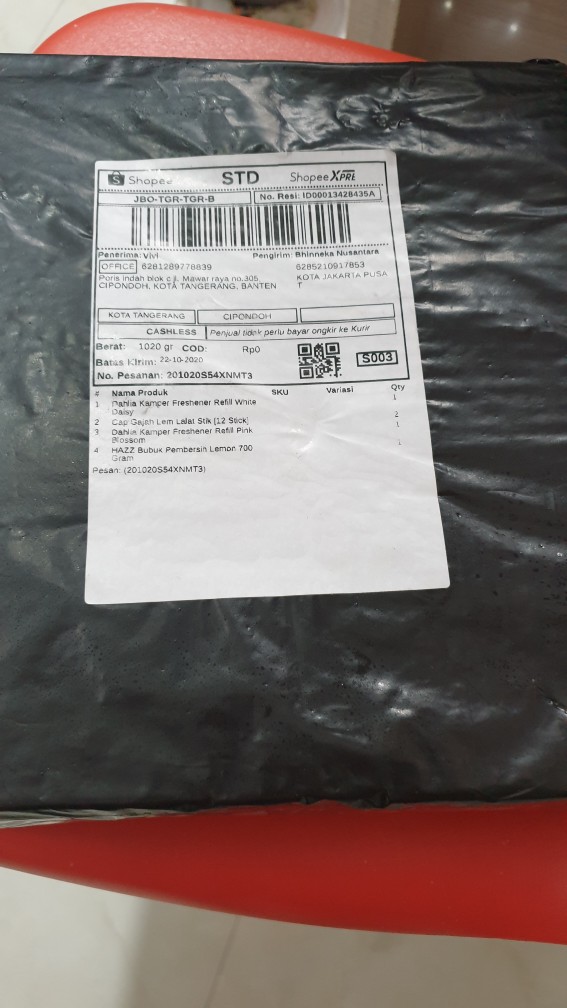 Shopee STD Shopee XPRE
JBO-TGR-TGR-B No. Resi: ID00013428435A
Penerima: Vivi Pengirim: Bhinneka Nusantara
OFFICE 6281289778839 6285210917853
Poris indah blok c jl. Mawar raya no.305, KOTA JAKARTA PUSA
CIPONDOH, KOTA TANGERANG, BANTEN T
KOTA TANGERANG CIPONDOH
CASHLESS Penjual tidak perlu bayar ongkir ke Kurir
Berat: 1020 gr COD: Rp0
Batas Kirim: 22-10-2020 S003
No. Pesanan: 201020S54XNMT3
# Nama Produk SKU Variasi Qty
1 Dahlia Kamper Freshener Refill White 1
Daisy
2 Cap Gajah Lem Lalat Stik [12 Stick] 2
3 Dahlia Kamper Freshener Refill Pink 1
Blossom
4 HAZZ Bubuk Pembersih Lemon 700 1
Gram
Pesan: (201020S54XNMT3)